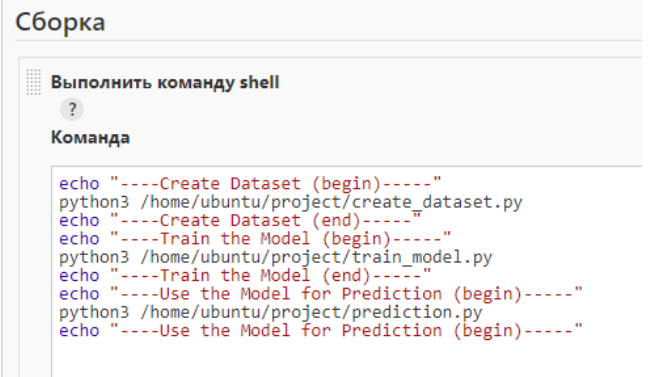 Сборка
Выполнить команду shell
?
Команда
echo "----Create Dataset (begin)-----"
python3 /home/ubuntu/project/create_dataset.py
echo "----Create Dataset (end)-----"
echo "----Train the Model (begin)-----"
python3 /home/ubuntu/project/train_model.py
echo "----Train the Model (end)-----"
echo "----Use the Model for Prediction (begin)-----"
python3 /home/ubuntu/project/prediction.py
echo "----Use the Model for Prediction (begin)-----"